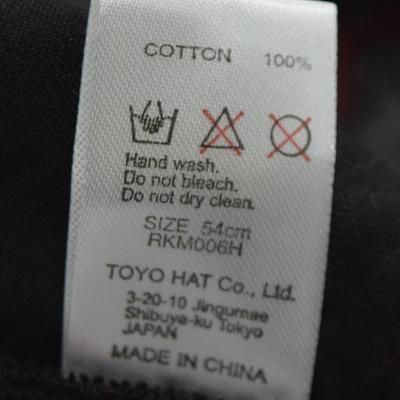 COTTON 100%
Hand wash.
Do not bleach.
Do not dry clean.
SIZE 54cm
RKM006H
TOYO HAT Co., Ltd.
3-20-10 Jingumae
Shibuya-ku Tokyo
JAPAN
MADE IN CHINA